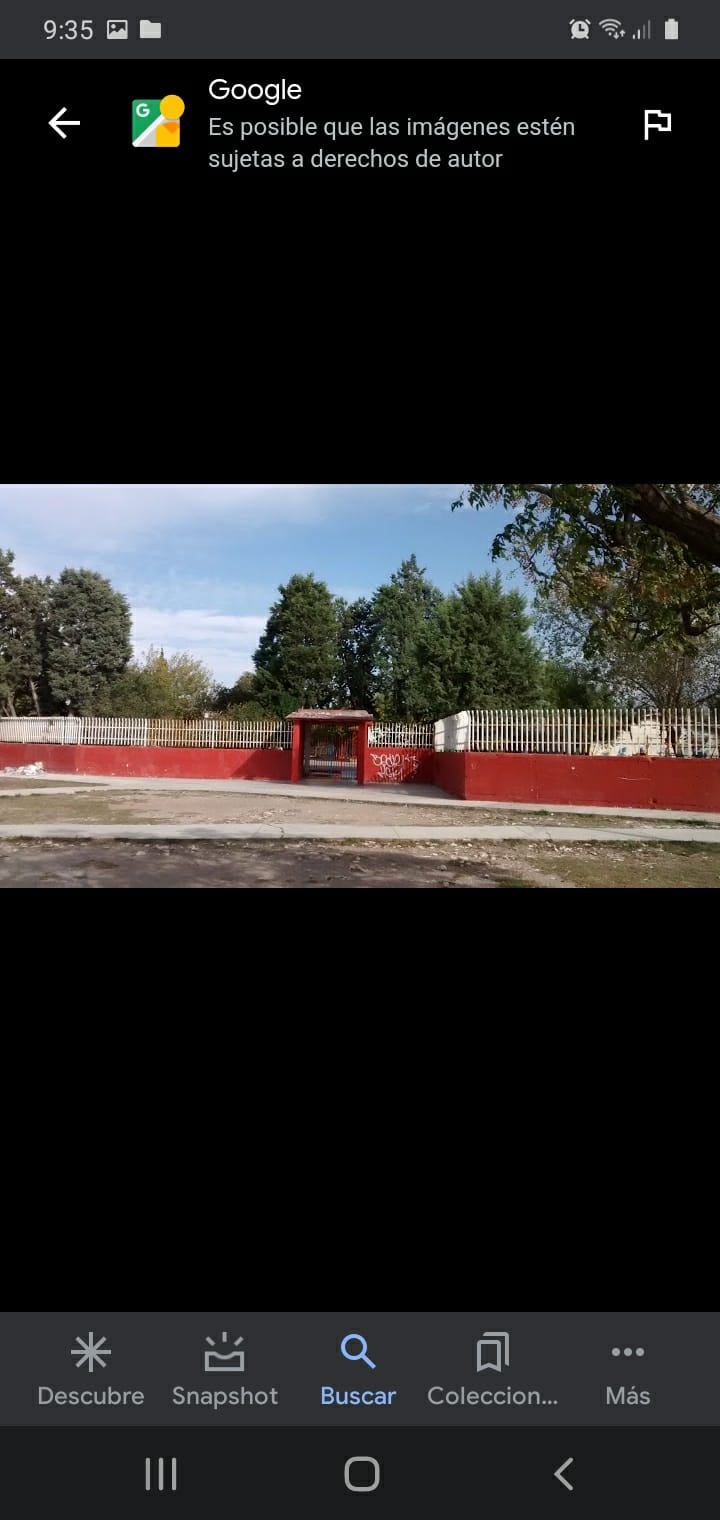 9:35
Google
Es posible que las imágenes estén
sujetas a derechos de autor
G
Descubre
Snapshot
Buscar
Coleccion...
Más